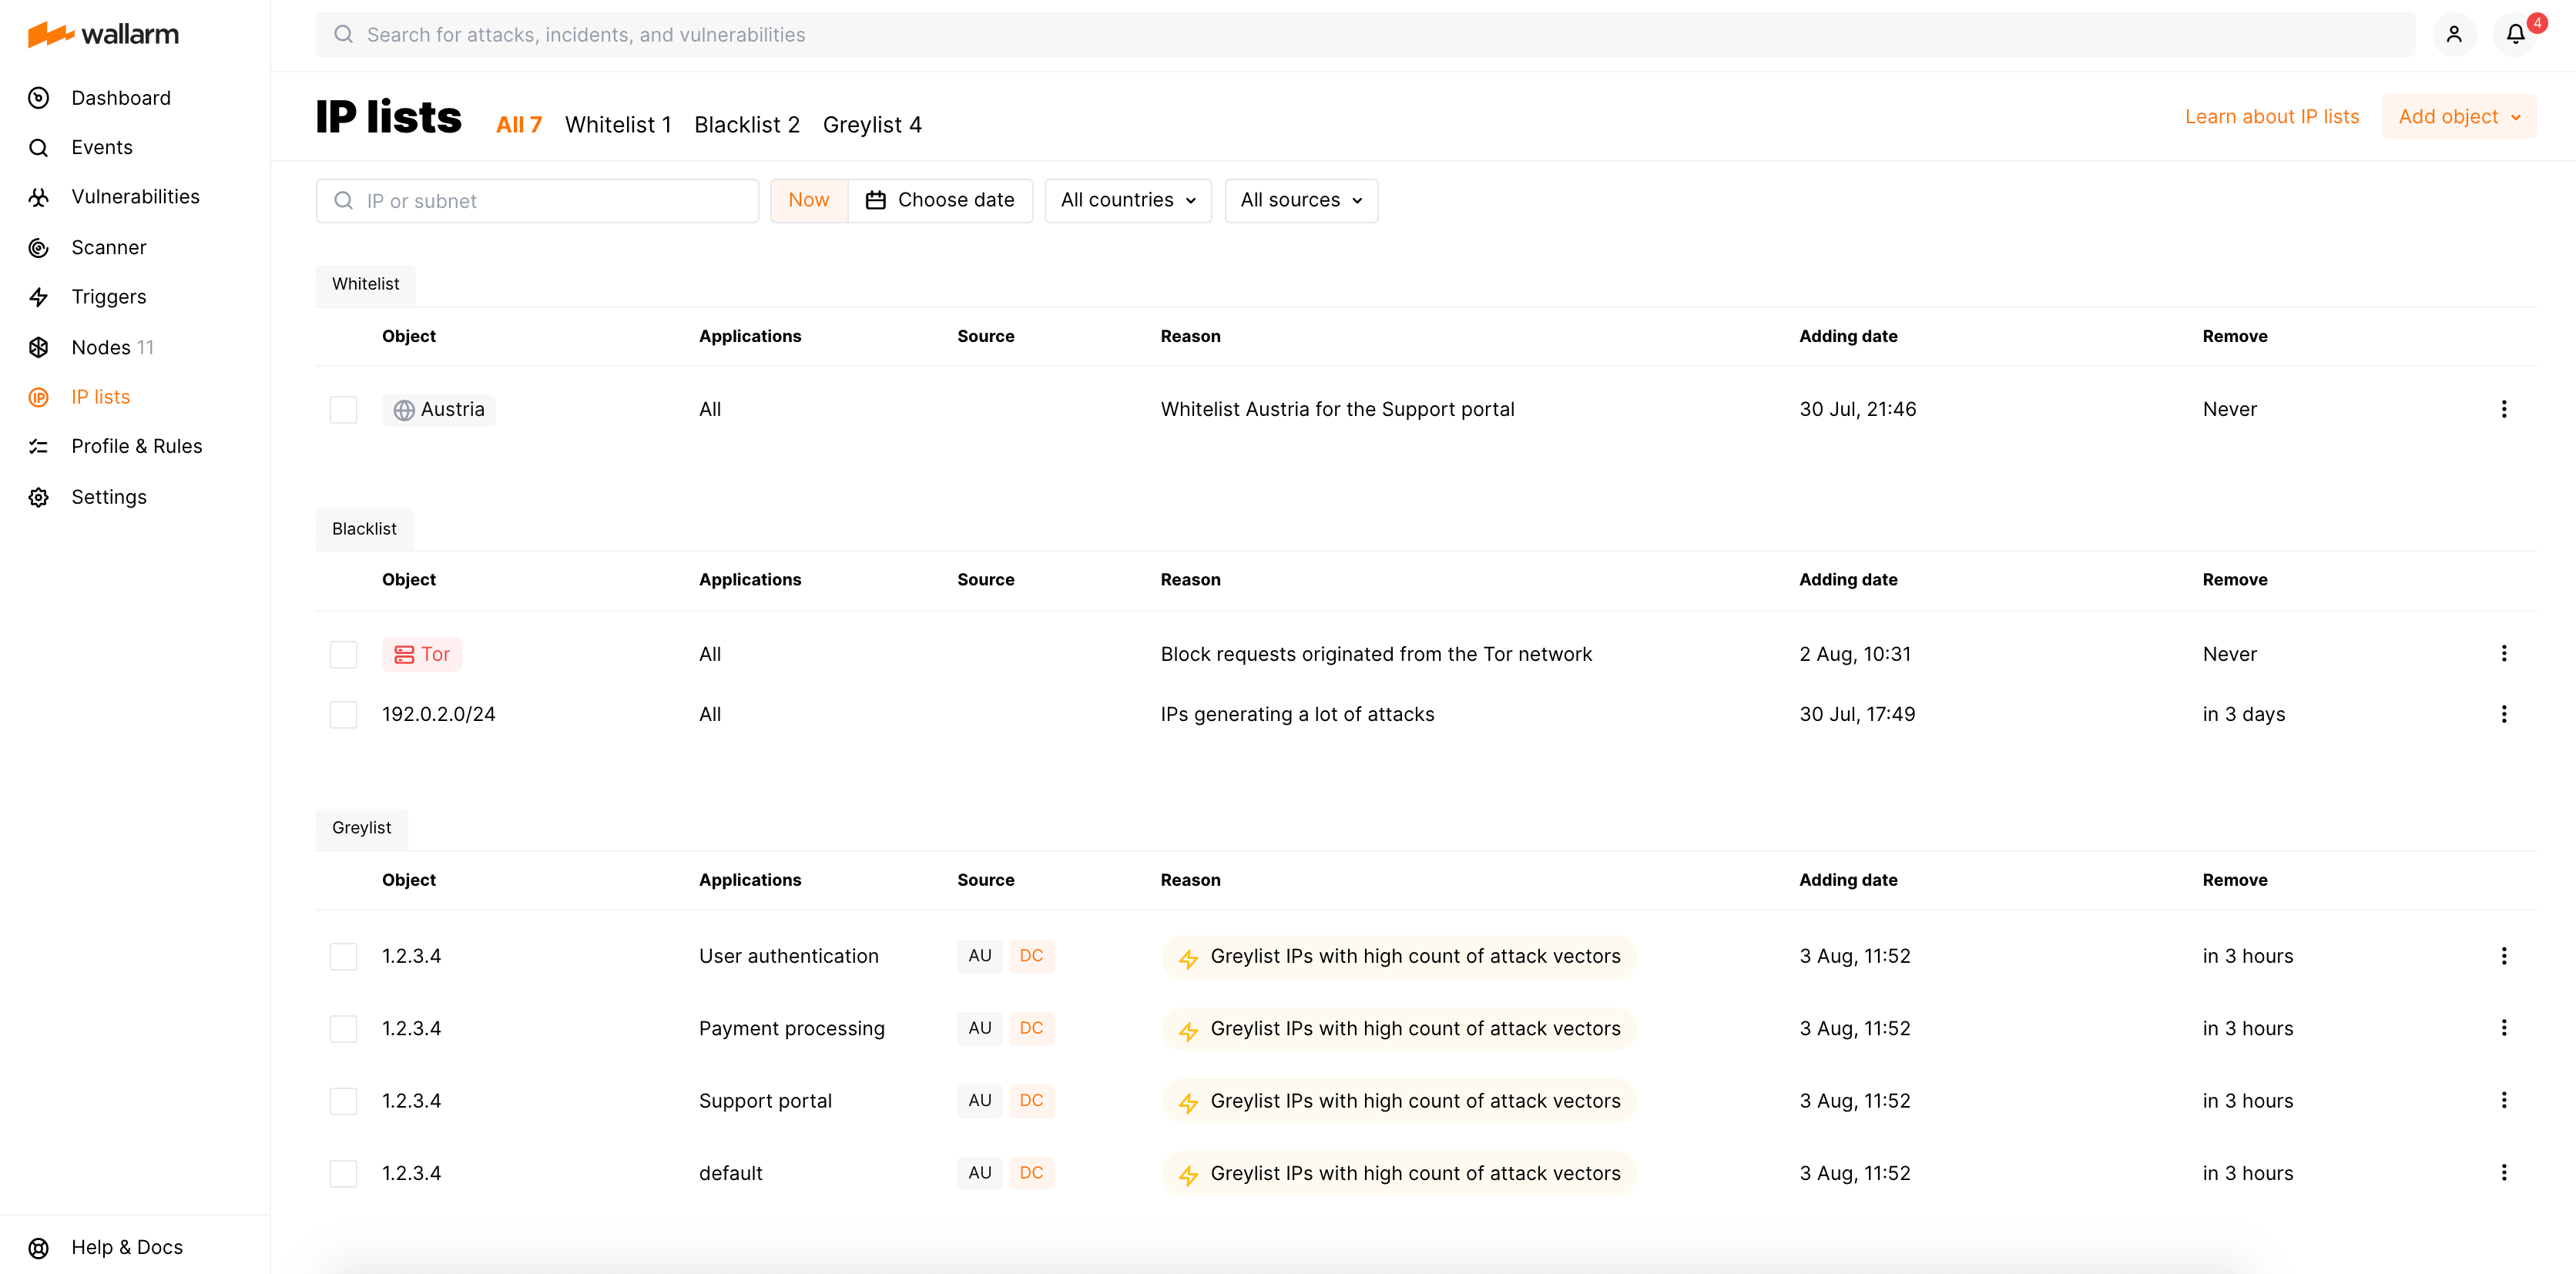 wallarm
Search for attacks, incidents, and vulnerabilities
4
Dashboard
Events
Vulnerabilities
Scanner
Triggers
Nodes 11
IP lists
Profile & Rules
Settings
Help & Docs
IP lists All 7 Whitelist 1 Blacklist 2 Greylist 4 Learn about IP lists Add object
IP or subnet Now Choose date All countries All sources
Whitelist
Object Applications Source Reason Adding date Remove
Austria All Whitelist Austria for the Support portal 30 Jul, 21:46 Never
Blacklist
Object Applications Source Reason Adding date Remove
Tor All Block requests originated from the Tor network 2 Aug, 10:31 Never
192.0.2.0/24 All IPs generating a lot of attacks 30 Jul, 17:49 in 3 days
Greylist
Object Applications Source Reason Adding date Remove
1.2.3.4 User authentication AU DC Greylist IPs with high count of attack vectors 3 Aug, 11:52 in 3 hours
1.2.3.4 Payment processing AU DC Greylist IPs with high count of attack vectors 3 Aug, 11:52 in 3 hours
1.2.3.4 Support portal AU DC Greylist IPs with high count of attack vectors 3 Aug, 11:52 in 3 hours
1.2.3.4 default AU DC Greylist IPs with high count of attack vectors 3 Aug, 11:52 in 3 hours